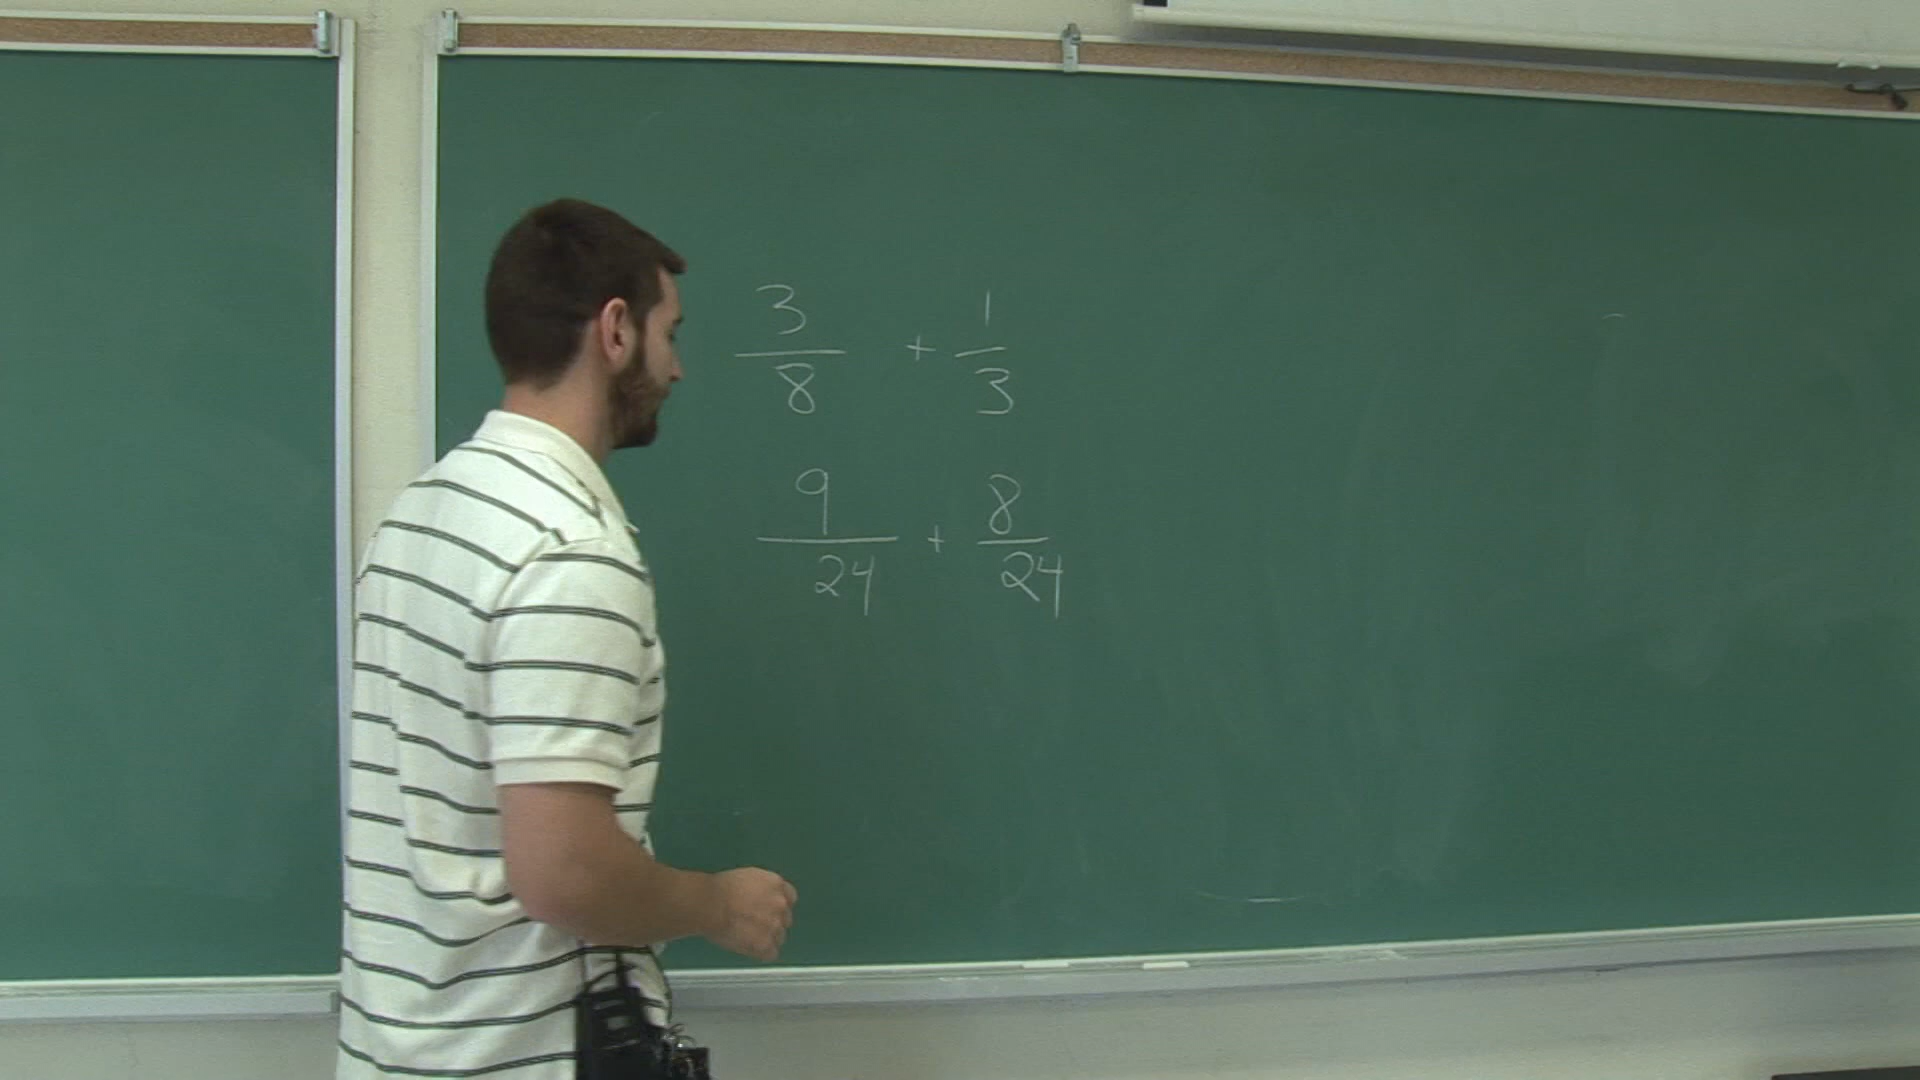 3/8 + 1/3
9/24 + 8/24